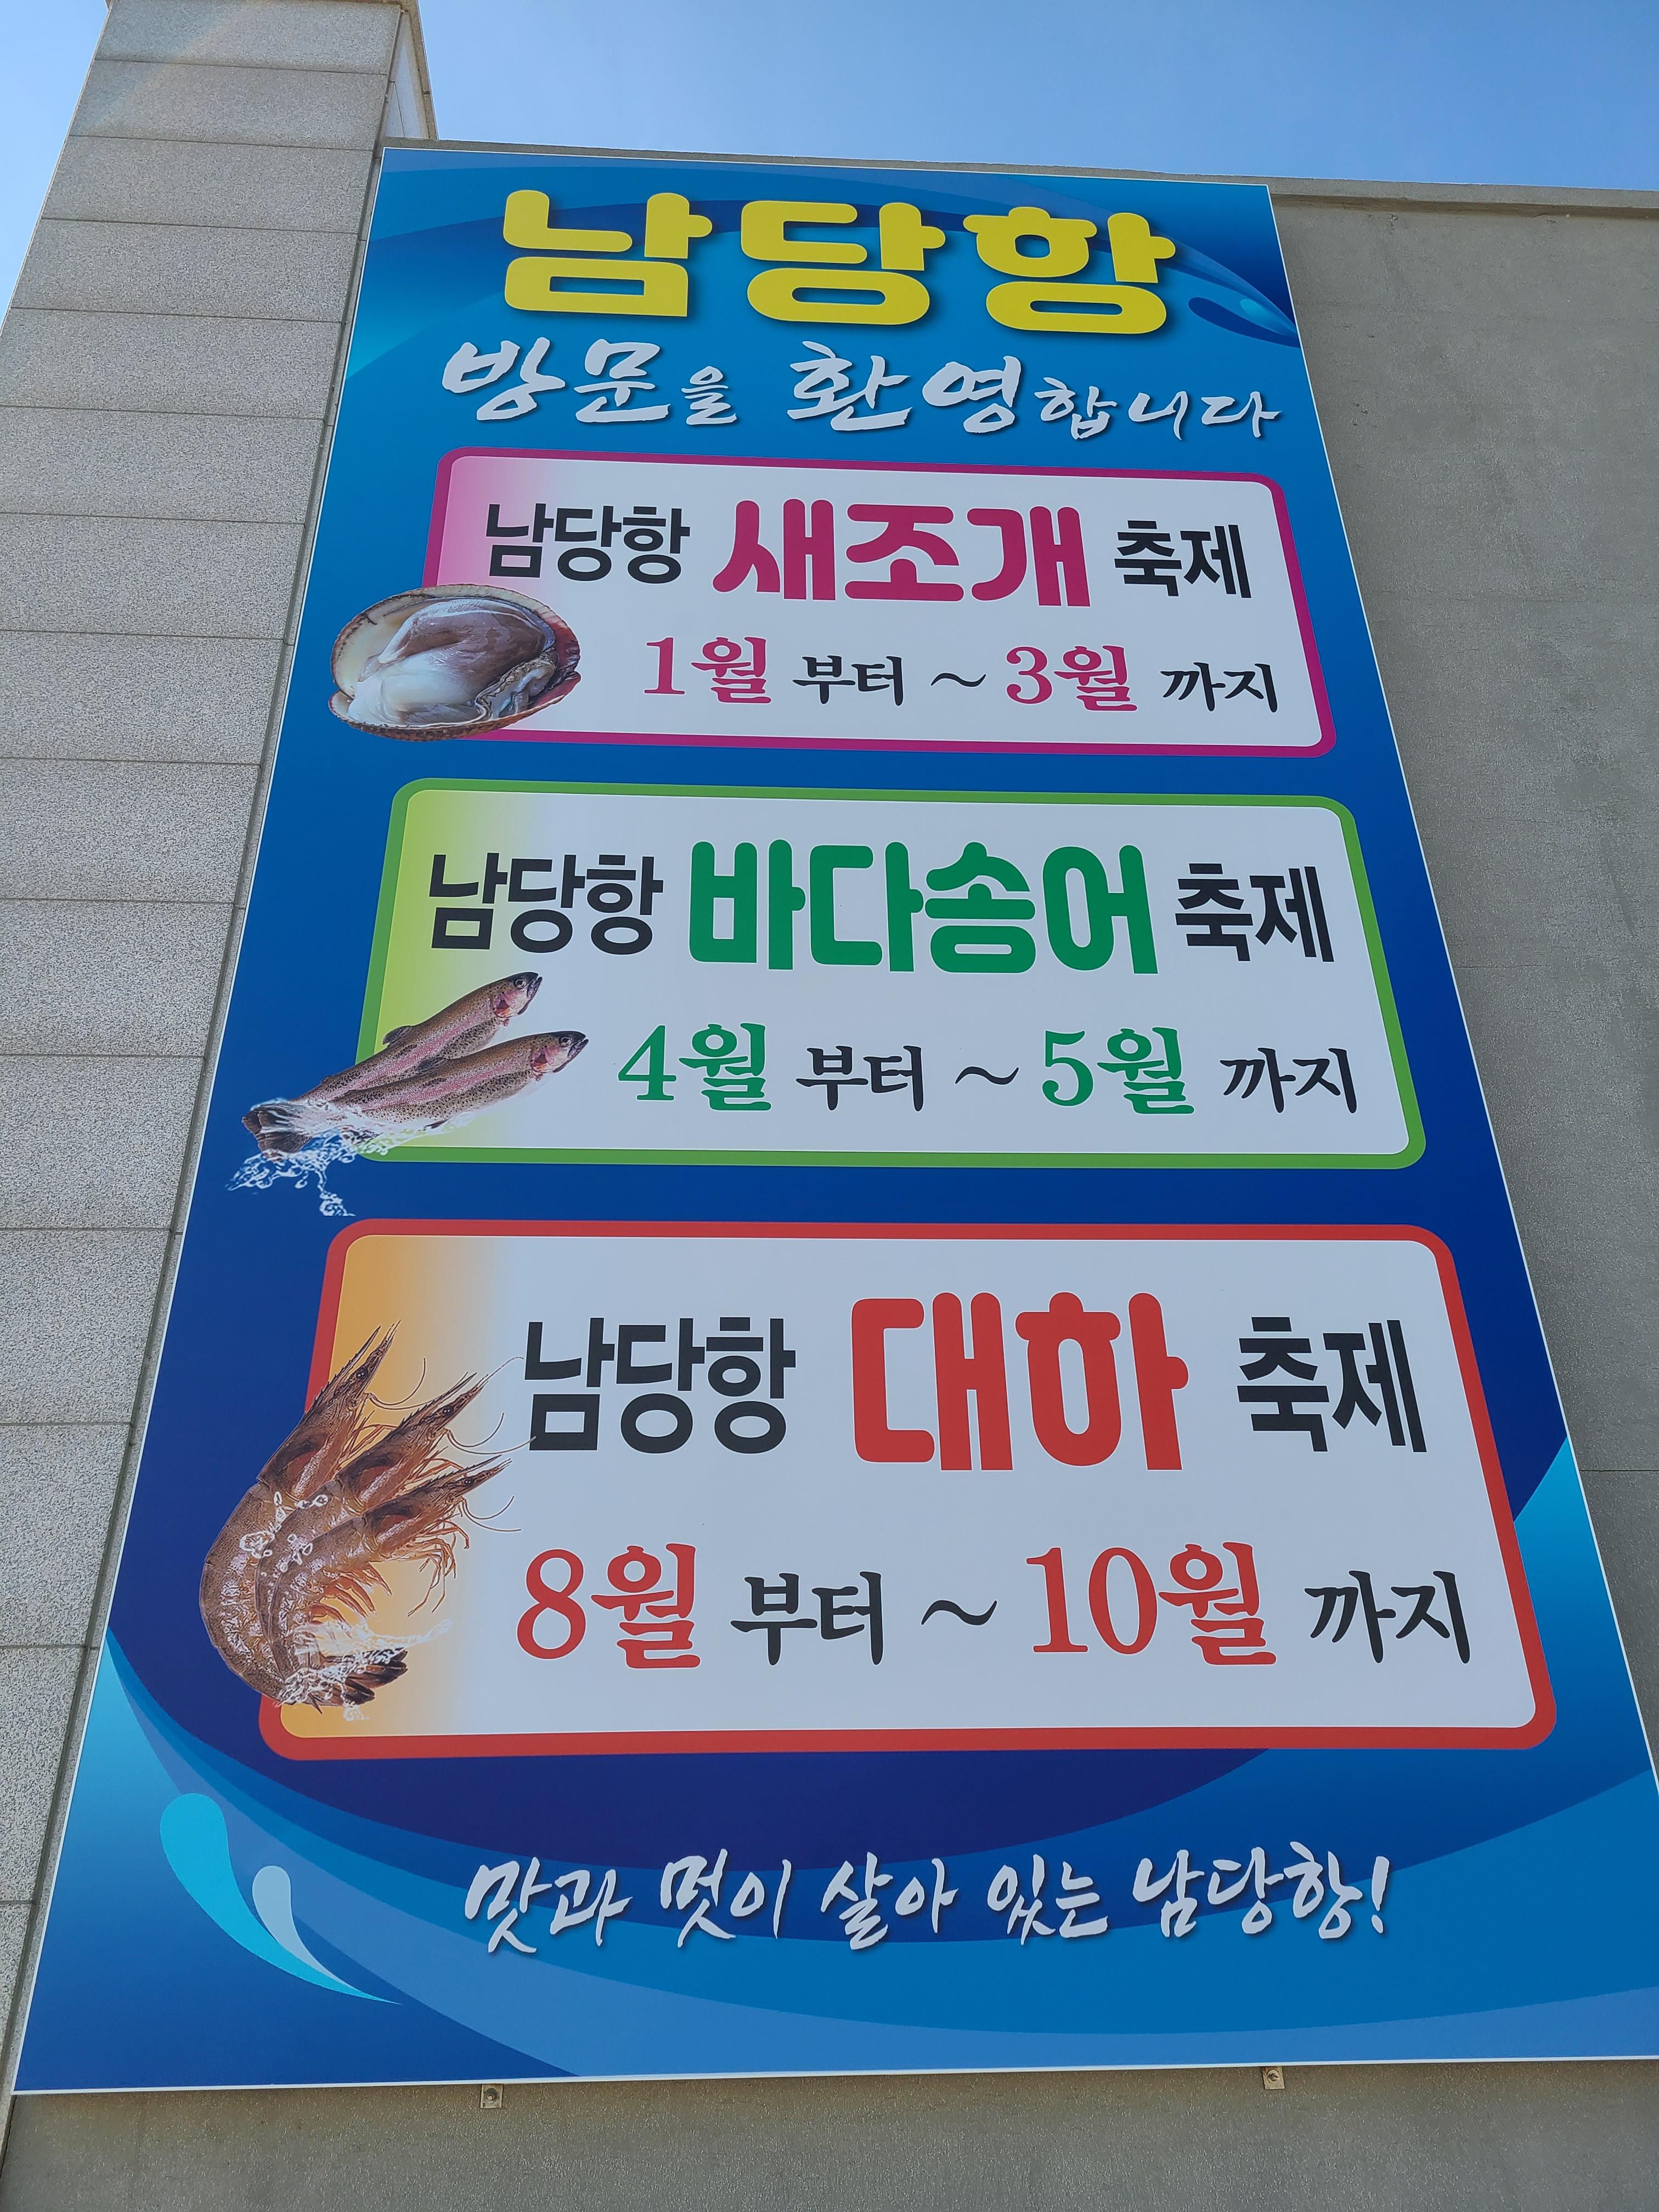 남당항
방문을 환영합니다
남당항 새조개 축제
1월 부터 ~ 3월 까지
남당항 바다송어 축제
4월 부터 ~ 5월 까지
남당항 대하 축제
8월 부터 ~ 10월 까지
맛과 멋이 살아 있는 남당항!